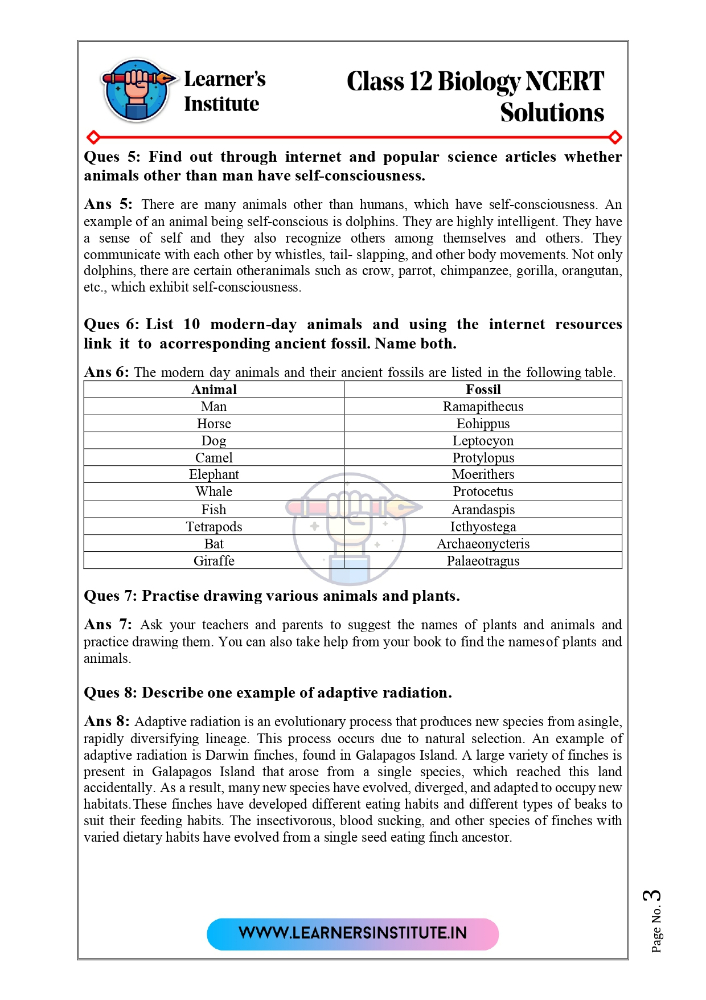 Learner's
Institute
Class 12 Biology NCERT
Solutions
Ques 5: Find out through internet and popular science articles whether
animals other than man have self-consciousness.
Ans 5: There are many animals other than humans, which have self-consciousness. An
example of an animal being self-conscious is dolphins. They are highly intelligent. They have
a sense of self and they also recognize others among themselves and others. They
communicate with each other by whistles, tail- slapping, and other body movements. Not only
dolphins, there are certain otheranimals such as crow, parrot, chimpanzee, gorilla, orangutan,
etc., which exhibit self-consciousness.
Ques 6: List 10 modern-day animals and using the internet resources
link it to acorresponding ancient fossil. Name both.
Ans 6: The modern day animals and their ancient fossils are listed in the following table.
Animal Fossil
Man Ramapithecus
Horse Eohippus
Dog Leptocyon
Camel Protylopus
Elephant Moerithers
Whale Protocetus
Fish Arandaspis
Tetrapods Icthyostega
Bat Archaeonycteris
Giraffe Palaeotragus
Ques 7: Practise drawing various animals and plants.
Ans 7: Ask your teachers and parents to suggest the names of plants and animals and
practice drawing them. You can also take help from your book to find the namesof plants and
animals.
Ques 8: Describe one example of adaptive radiation.
Ans 8: Adaptive radiation is an evolutionary process that produces new species from asingle,
rapidly diversifying lineage. This process occurs due to natural selection. An example of
adaptive radiation is Darwin finches, found in Galapagos Island. A large variety of finches is
present in Galapagos Island that arose from a single species, which reached this land
accidentally. As a result, many new species have evolved, diverged, and adapted to occupy new
habitats.These finches have developed different eating habits and different types of beaks to
suit their feeding habits. The insectivorous, blood sucking, and other species of finches with
varied dietary habits have evolved from a single seed eating finch ancestor.
Page No. 3
WWW.LEARNERSINSTITUTE.IN